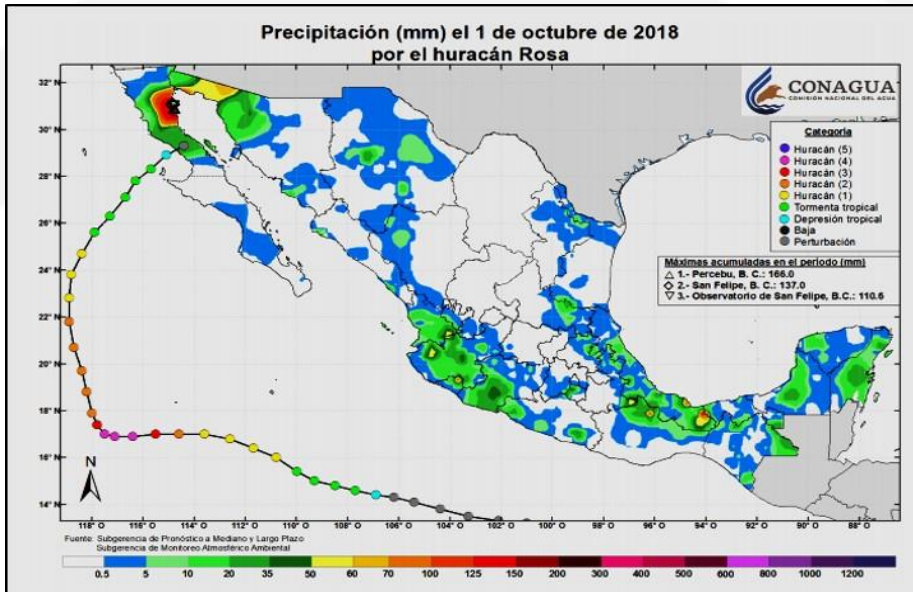 Precipitación (mm) el 1 de octubre de 2018
por el huracán Rosa
CONAGUA
COMISIÓN NACIONAL DEL AGUA
Categoría
Huracán (5)
Huracán (4)
Huracán (3)
Huracán (2)
Huracán (1)
Tormenta tropical
Depresión tropical
Baja
Perturbación
Máximas acumuladas en el periodo (mm)
1.- Percebu, B. C.: 166.0
2.- San Felipe, B. C.: 137.0
3.- Observatorio de San Felipe, B.C.: 110.6
32° N
30° N
28° N
26° N
24° N
22° N
20° N
18° N
16° N
14° N
N
118° O 116° O 114° O 112° O 110° O 108° O 106° O 104° O 102° O 100° O 98° O 96° O 94° O 92° O 90° O 88° O
Fuente: Subgerencia de Pronóstico a Mediano y Largo Plazo
Subgerencia de Monitoreo Atmosférico Ambiental
0.5 5 10 20 35 50 60 70 100 125 150 200 300 400 500 600 800 1000 1200